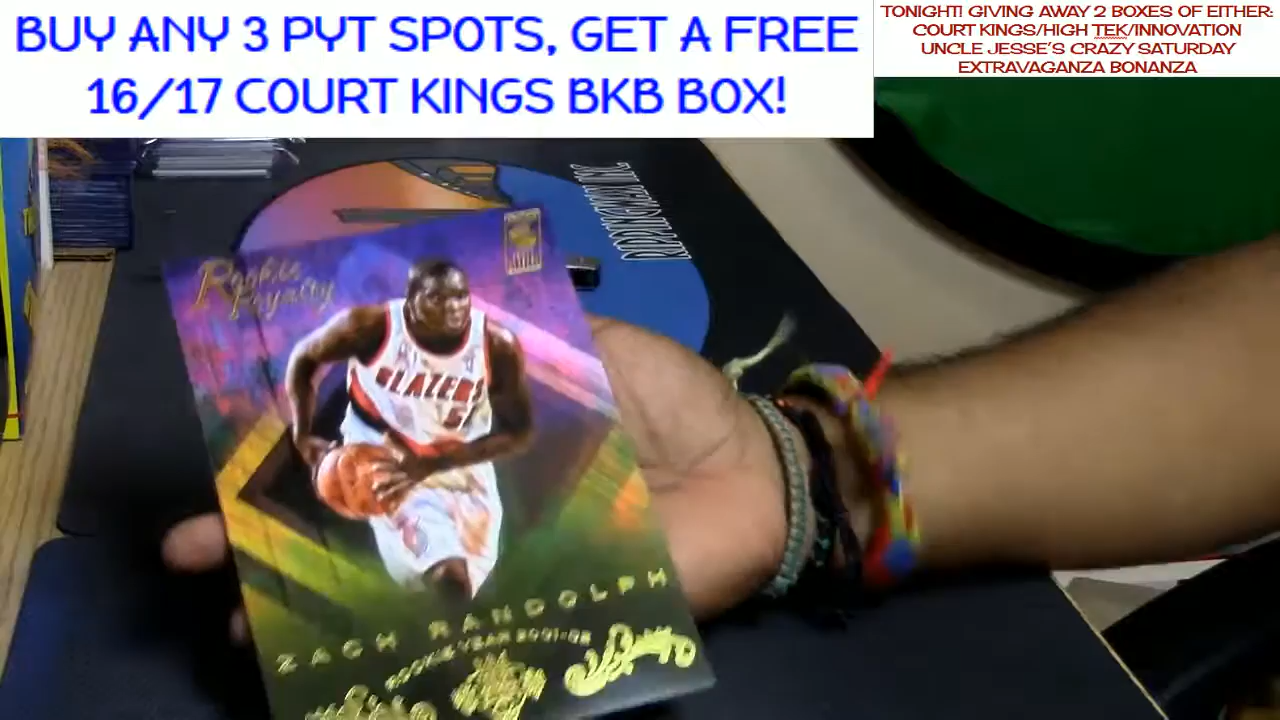 BUY ANY 3 PYT SPOTS, GET A FREE
16/17 COURT KINGS BKB BOX!
TONIGHT! GIVING AWAY 2 BOXES OF EITHER:
COURT KINGS/HIGH TEK/INNOVATION
UNCLE JESSE'S CRAZY SATURDAY
EXTRAVAGANZA BONANZA
Rookie
Royalty
BLAZERS
ZACH RANDOLPH
ROOKIE YEAR 2001-02